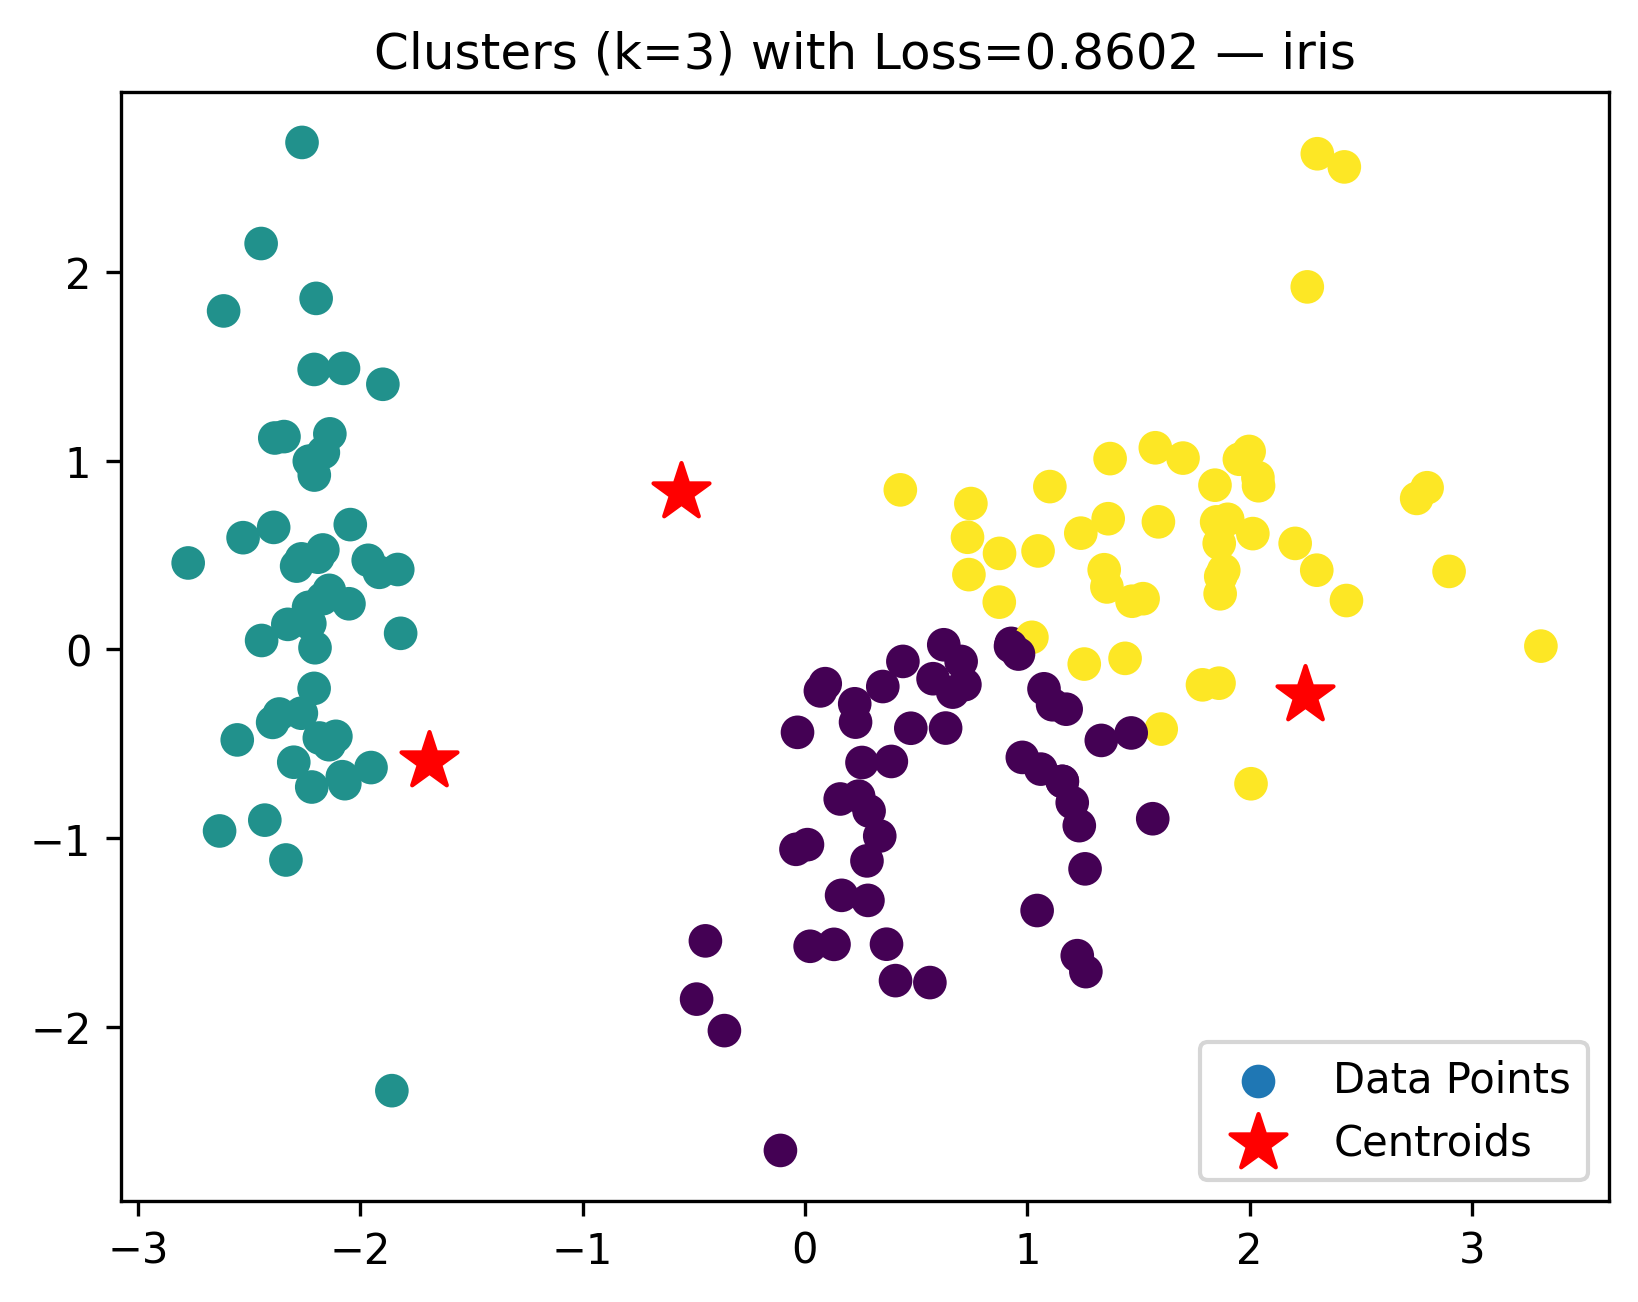 Clusters (k=3) with Loss=0.8602 — iris
2
1
0
−1
−2
−3 −2 −1 0 1 2 3
Data Points
Centroids